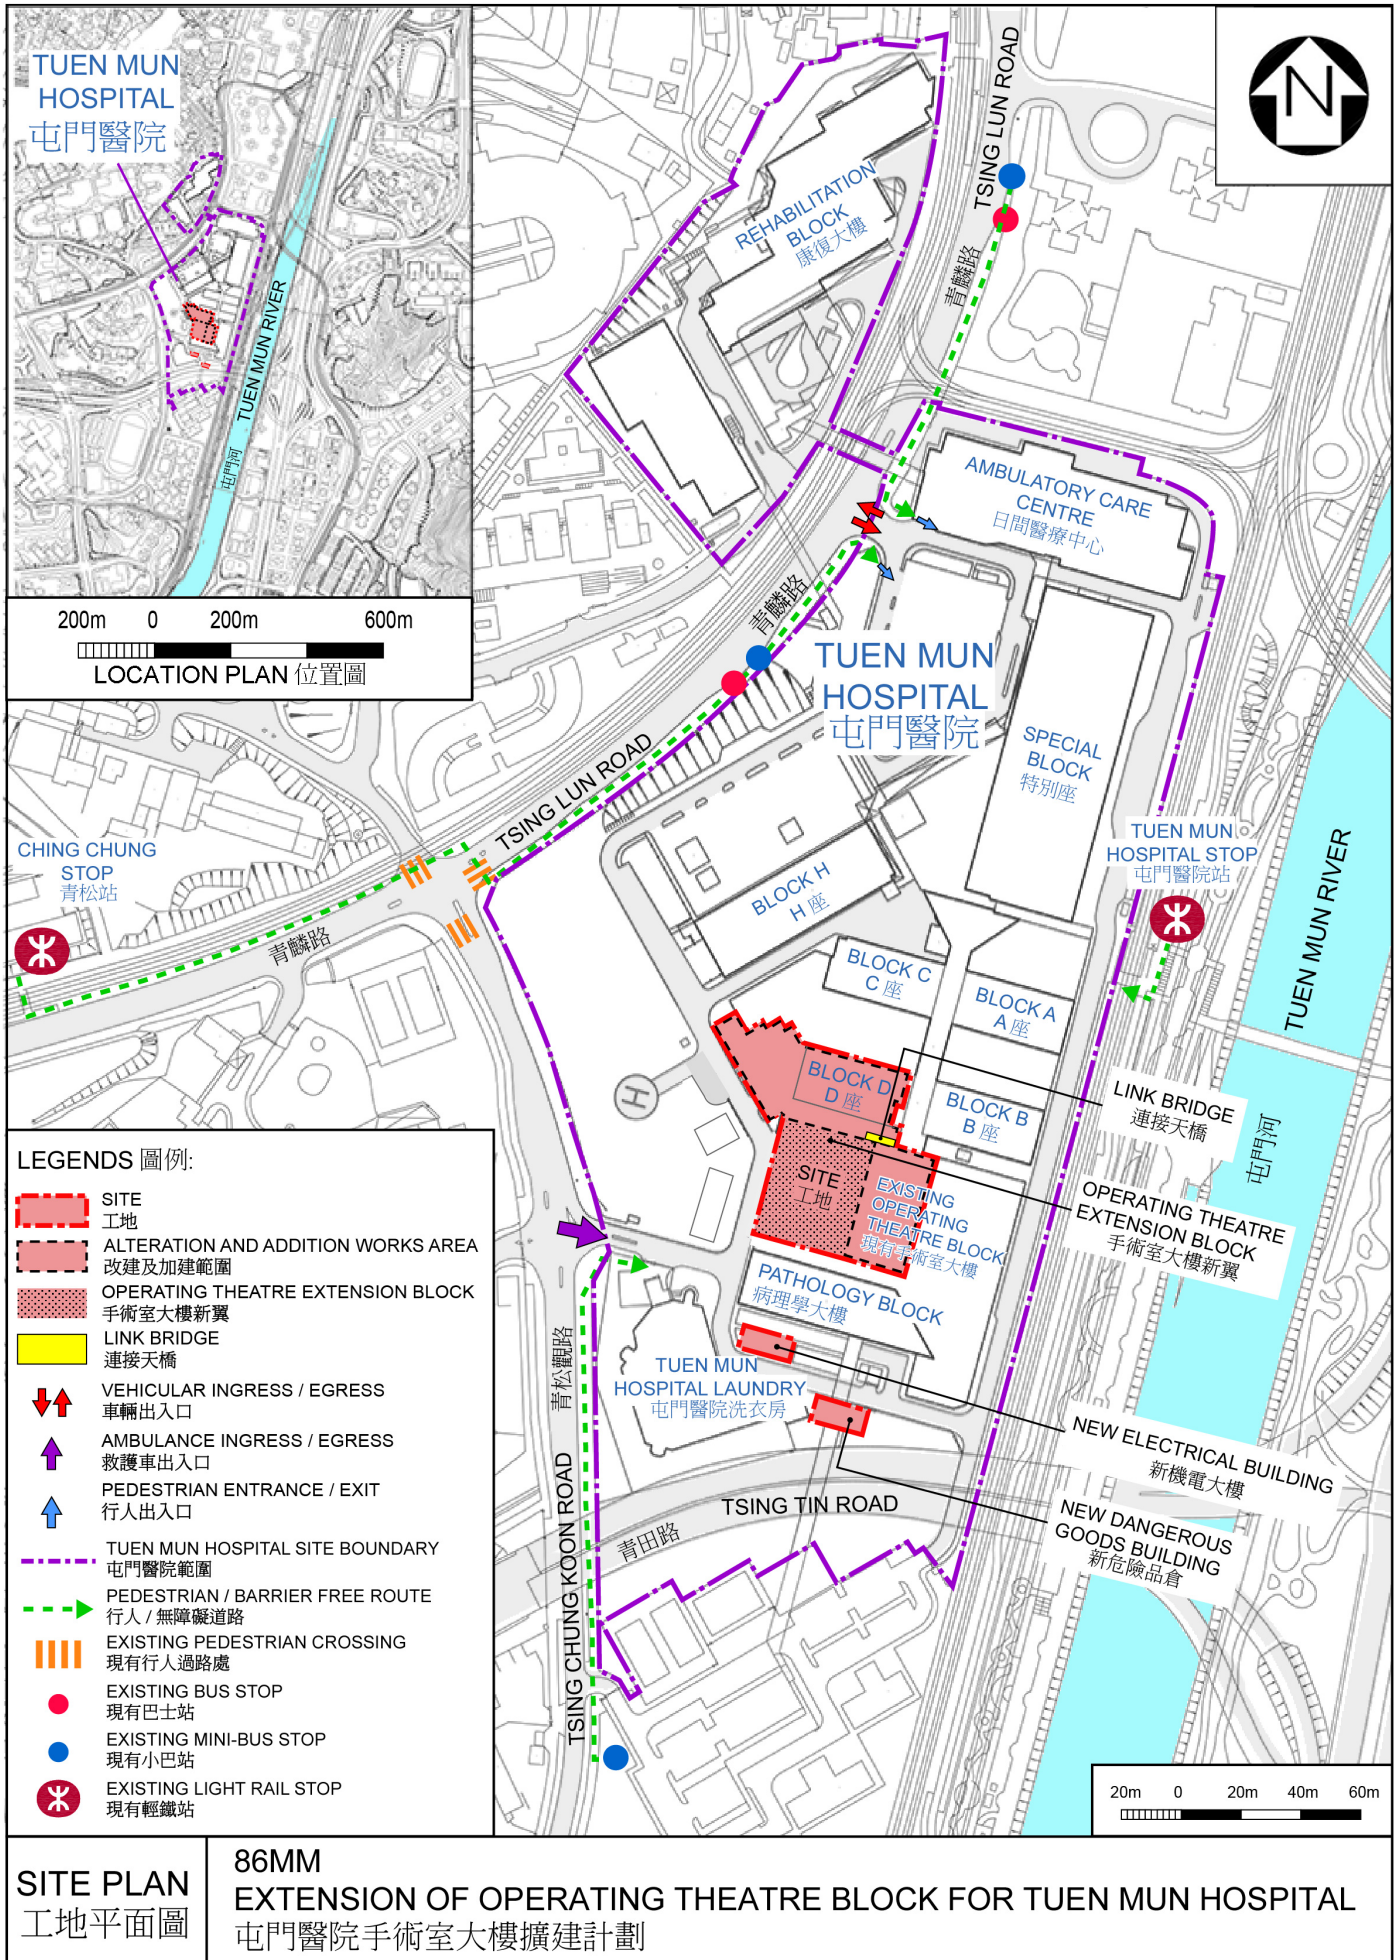 TUEN MUN
HOSPITAL
屯門醫院
TUEN MUN RIVER
屯門河
200m 0 200m 600m
LOCATION PLAN 位置圖
N
TSING LUN ROAD
青麟路
REHABILITATION
BLOCK
康復大樓
AMBULATORY CARE
CENTRE
日間醫療中心
青麟路
TUEN MUN
HOSPITAL
屯門醫院
SPECIAL
BLOCK
特別座
TSING LUN ROAD
CHING CHUNG
STOP
青松站
青麟路
TUEN MUN
HOSPITAL STOP
屯門醫院站
TUEN MUN RIVER
屯門河
BLOCK H
H 座
BLOCK C
C 座
BLOCK A
A 座
BLOCK D
D 座
BLOCK B
B 座
H
LINK BRIDGE
連接天橋
SITE
工地
EXISTING
OPERATING
THEATRE BLOCK
現有手術室大樓
OPERATING THEATRE
EXTENSION BLOCK
手術室大樓新翼
PATHOLOGY BLOCK
病理學大樓
TUEN MUN
HOSPITAL LAUNDRY
屯門醫院洗衣房
NEW ELECTRICAL BUILDING
新機電大樓
NEW DANGEROUS
GOODS BUILDING
新危險品倉
TSING TIN ROAD
青田路
青松觀路
TSING CHUNG KOON ROAD
LEGENDS 圖例:
SITE
工地
ALTERATION AND ADDITION WORKS AREA
改建及加建範圍
OPERATING THEATRE EXTENSION BLOCK
手術室大樓新翼
LINK BRIDGE
連接天橋
VEHICULAR INGRESS / EGRESS
車輛出入口
AMBULANCE INGRESS / EGRESS
救護車出入口
PEDESTRIAN ENTRANCE / EXIT
行人出入口
TUEN MUN HOSPITAL SITE BOUNDARY
屯門醫院範圍
PEDESTRIAN / BARRIER FREE ROUTE
行人 / 無障礙道路
EXISTING PEDESTRIAN CROSSING
現有行人過路處
EXISTING BUS STOP
現有巴士站
EXISTING MINI-BUS STOP
現有小巴站
EXISTING LIGHT RAIL STOP
現有輕鐵站
20m 0 20m 40m 60m
SITE PLAN
工地平面圖
86MM
EXTENSION OF OPERATING THEATRE BLOCK FOR TUEN MUN HOSPITAL
屯門醫院手術室大樓擴建計劃